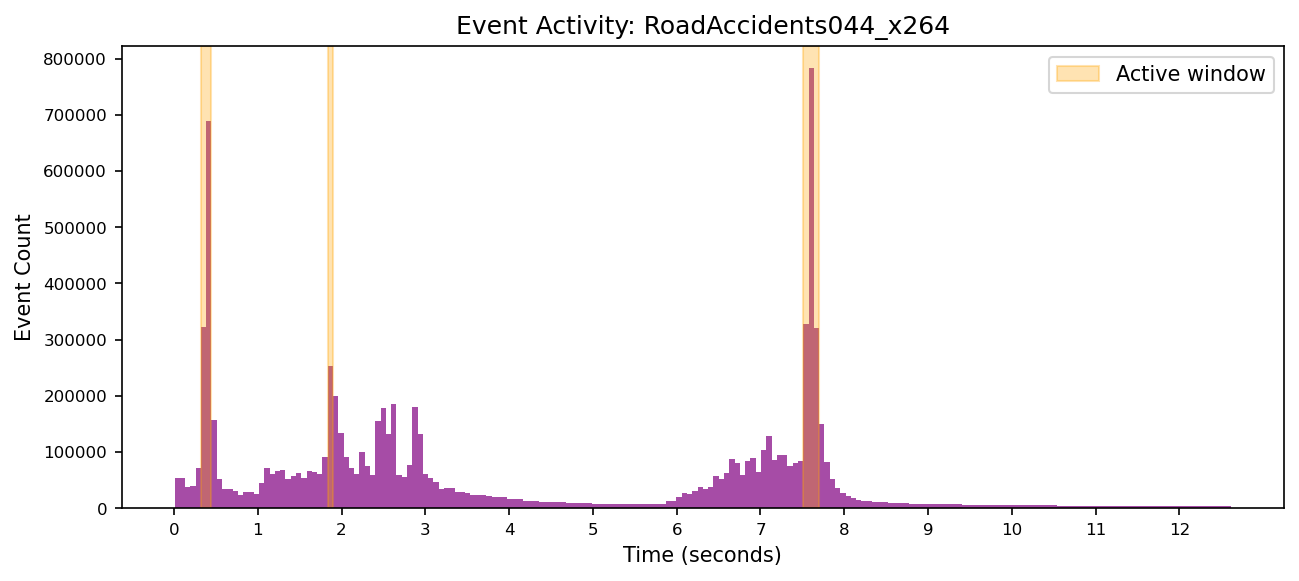 Event Activity: RoadAccidents044_x264
Active window
Event Count
800000
700000
600000
500000
400000
300000
200000
100000
0
0 1 2 3 4 5 6 7 8 9 10 11 12
Time (seconds)